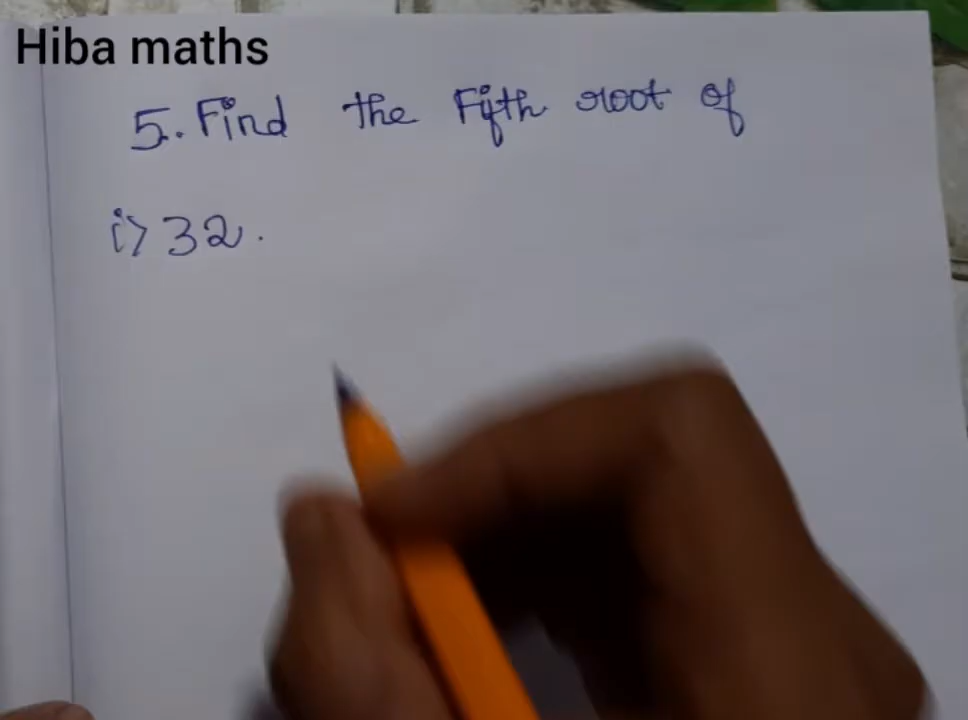 Hiba maths
5. Find the Fifth root of
i) 32.